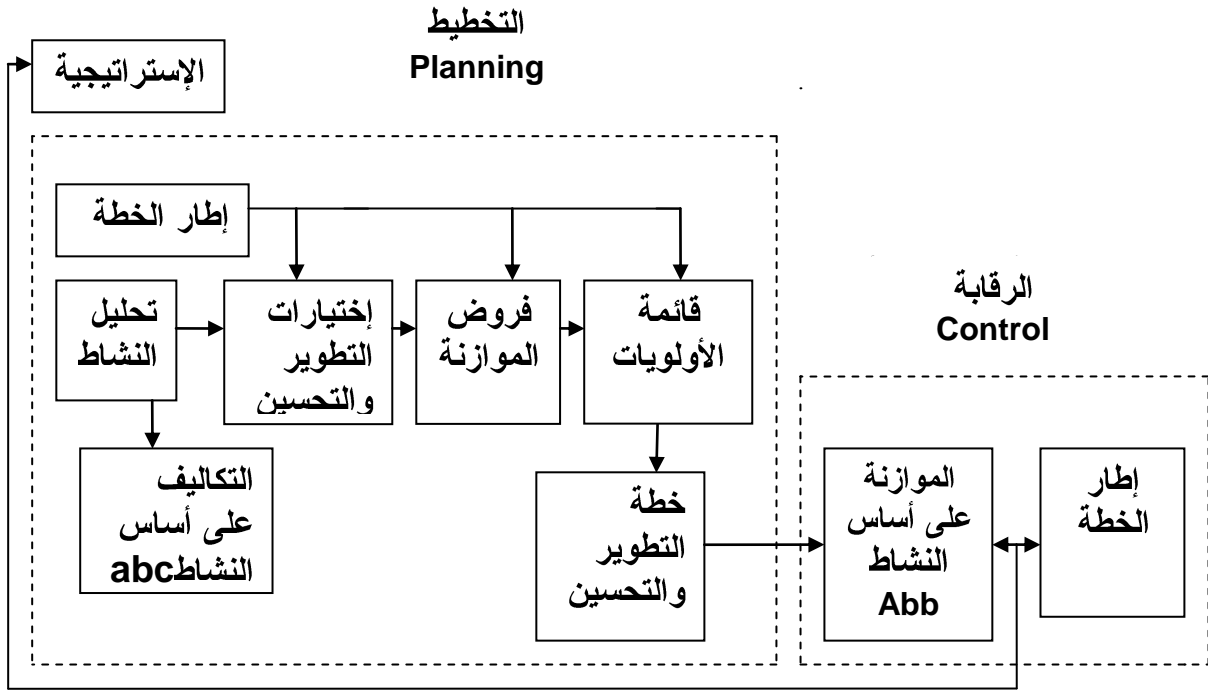 التخطيط
Planning
الإستراتيجية
إطار الخطة
تحليل
النشاط
إختيارات
التطوير
والتحسين
فروض
الموازنة
قائمة
الأولويات
التكاليف
على أساس
النشاطabc
خطة
التطوير
والتحسين
الرقابة
Control
الموازنة
على أساس
النشاط
Abb
إطار
الخطة